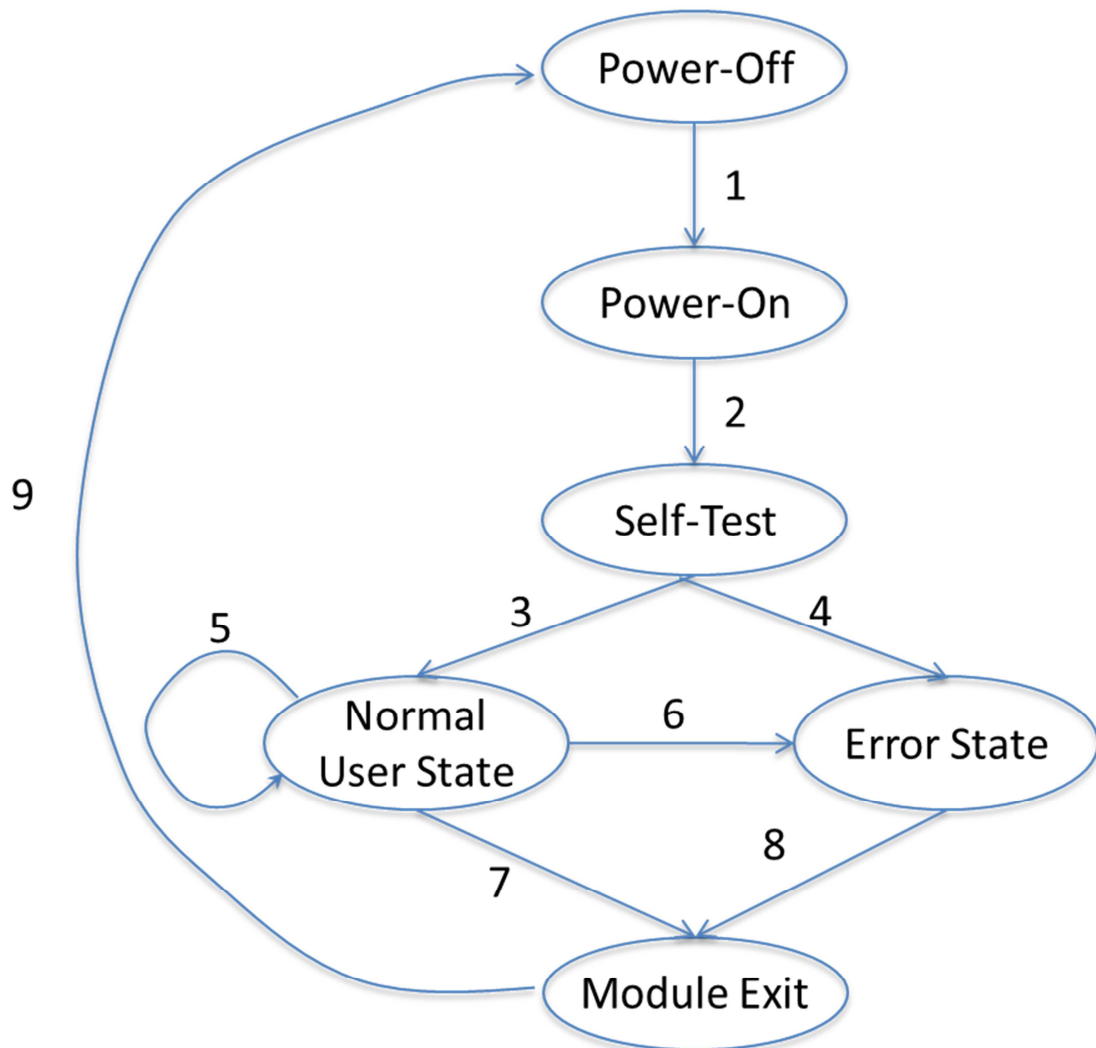 Power-Off
1
Power-On
2
9
Self-Test
5
3
4
Normal
User State
6
Error State
7
8
Module Exit